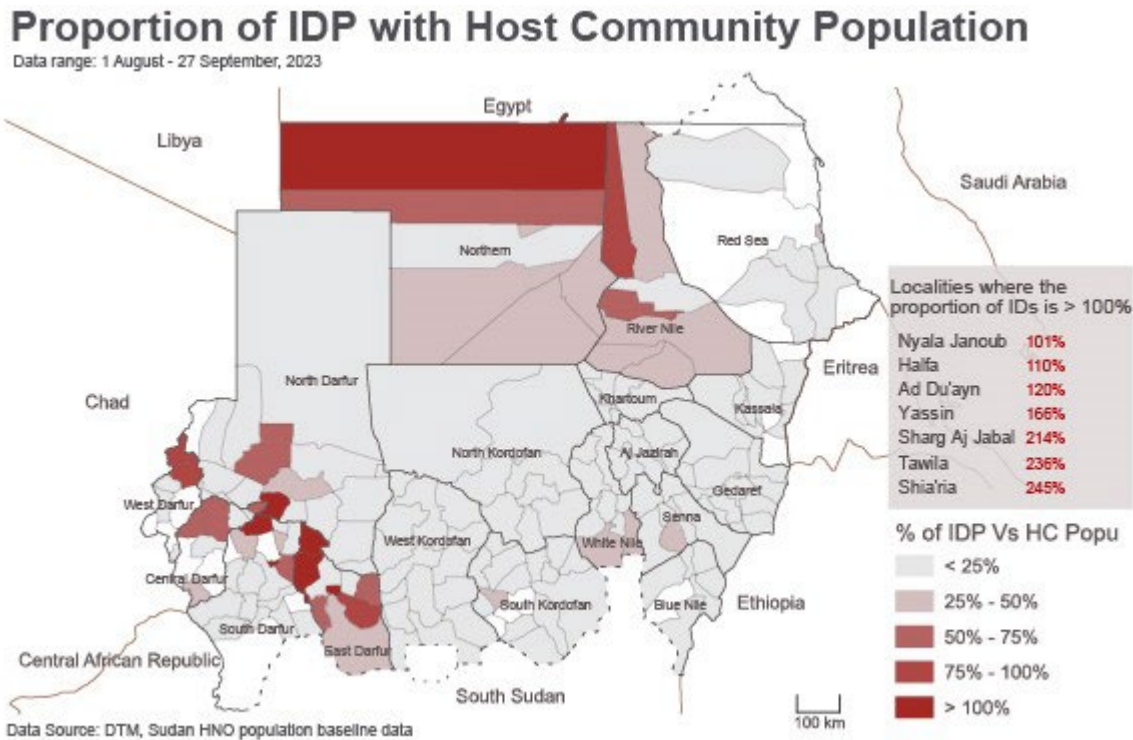 Proportion of IDP with Host Community Population
Data range: 1 August - 27 September, 2023
Egypt
Libya
Saudi Arabia
Red Sea
Northern
Localities where the
proportion of IDs is > 100%
Nyala Janoub 101%
Halfa 110%
Ad Du'ayn 120%
Yassin 166%
Sharg Aj Jabal 214%
Tawila 236%
Shia'ria 245%
River Nile
Eritrea
North Darfur
Chad
Khartoum
Kassala
North Kordofan
Aj Jazirah
Gedaref
West Darfur
Senna
West Kordofan
White Nile
% of IDP Vs HC Popu
< 25%
25% - 50%
50% - 75%
75% - 100%
> 100%
Central Darfur
South Kordofan
Blue Nile
Ethiopia
South Darfur
East Darfur
Central African Republic
South Sudan
100 km
Data Source: DTM, Sudan HNO population baseline data